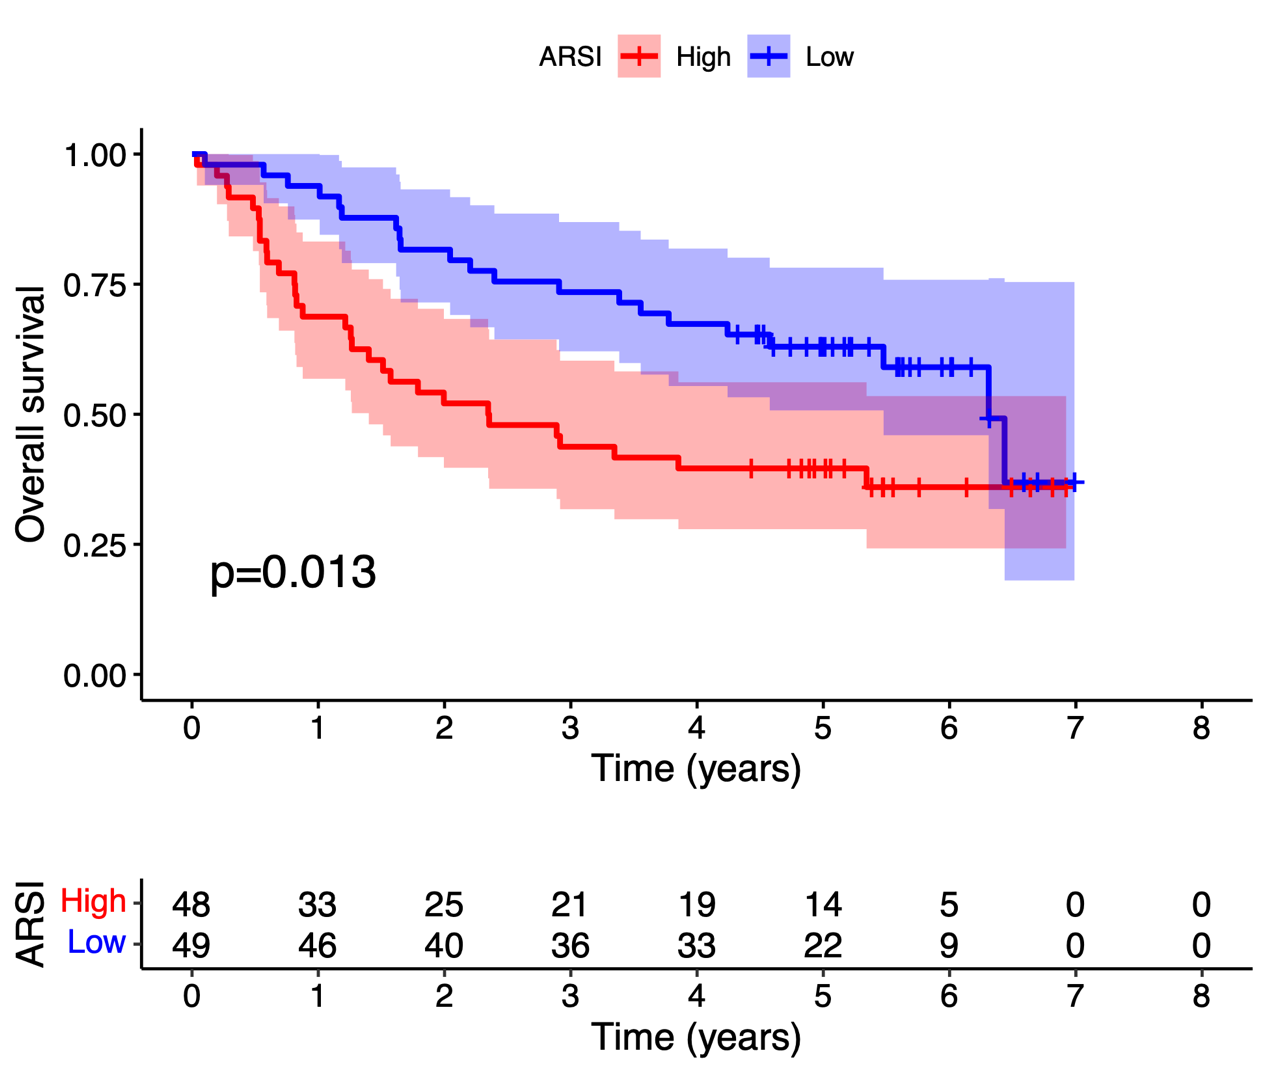 ARSI High Low
Overall survival
1.00
0.75
0.50
0.25
0.00
p=0.013
0 1 2 3 4 5 6 7 8
Time (years)
ARSI
High 48 33 25 21 19 14 5 0 0
Low 49 46 40 36 33 22 9 0 0
0 1 2 3 4 5 6 7 8
Time (years)